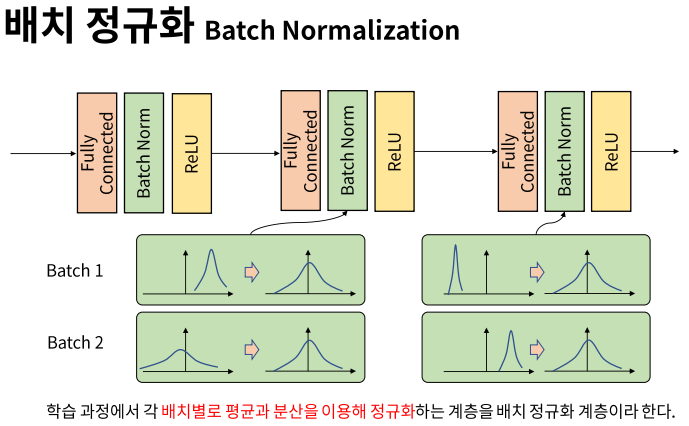 배치 정규화 Batch Normalization
Fully Connected
Batch Norm
ReLU
Fully Connected
Batch Norm
ReLU
Fully Connected
Batch Norm
ReLU
Batch 1
Batch 2
학습 과정에서 각 배치별로 평균과 분산을 이용해 정규화하는 계층을 배치 정규화 계층이라 한다.